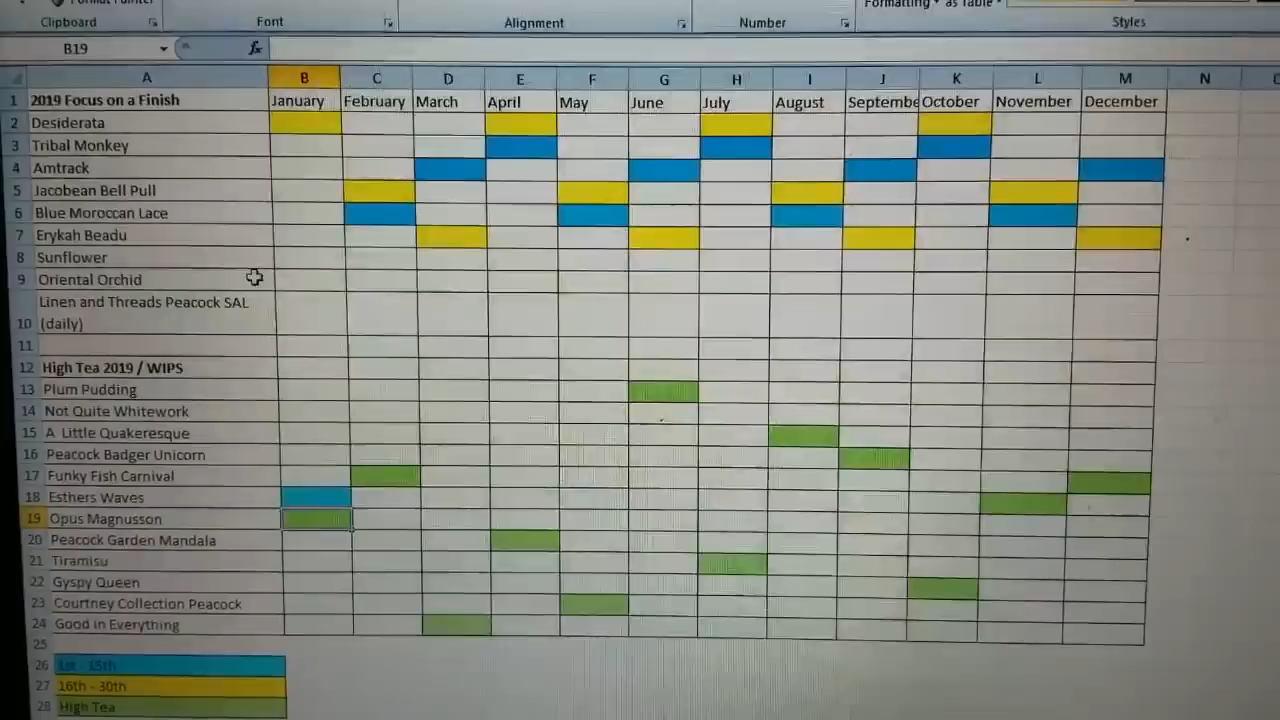 Format Painter
Formatting as Table
Clipboard Font Alignment Number Styles
B19 fx
A B C D E F G H I J K L M N
1 2019 Focus on a Finish January February March April May June July August Septembe October November December
2 Desiderata
3 Tribal Monkey
4 Amtrack
5 Jacobean Bell Pull
6 Blue Moroccan Lace
7 Erykah Beadu
8 Sunflower
9 Oriental Orchid
Linen and Threads Peacock SAL
10 (daily)
11
12 High Tea 2019 / WIPS
13 Plum Pudding
14 Not Quite Whitework
15 A Little Quakeresque
16 Peacock Badger Unicorn
17 Funky Fish Carnival
18 Esthers Waves
19 Opus Magnusson
20 Peacock Garden Mandala
21 Tiramisu
22 Gyspy Queen
23 Courtney Collection Peacock
24 Good in Everything
25
26 1st - 15th
27 16th - 30th
28 High Tea